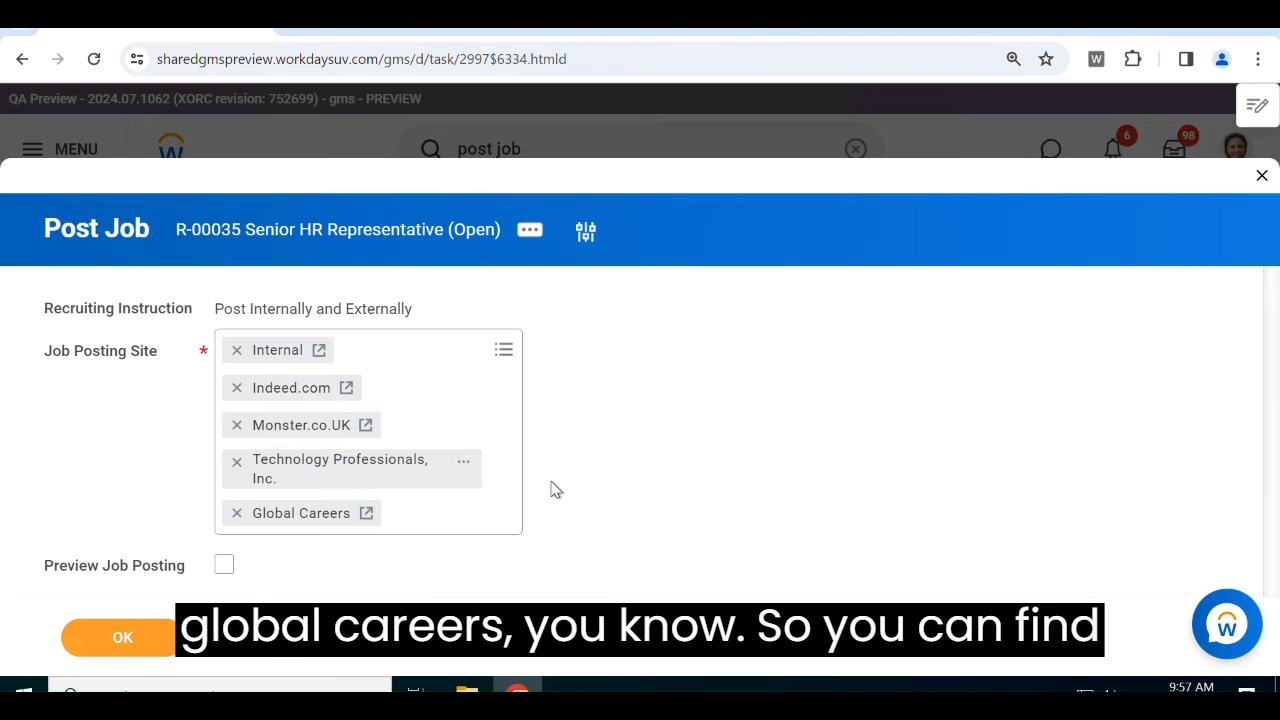 sharedgmspreview.workdaysuv.com/gms/d/task/2997$6334.htmld
W
QA Preview - 2024.07.1062 (XORC revision: 752699) - gms - PREVIEW
MENU
W
post job
6
98
Post Job
R-00035 Senior HR Representative (Open)
Recruiting Instruction
Post Internally and Externally
Job Posting Site *
Internal
Indeed.com
Monster.co.UK
Technology Professionals,
Inc.
Global Careers
Preview Job Posting
OK
global careers, you know. So you can find
W
9:57 AM